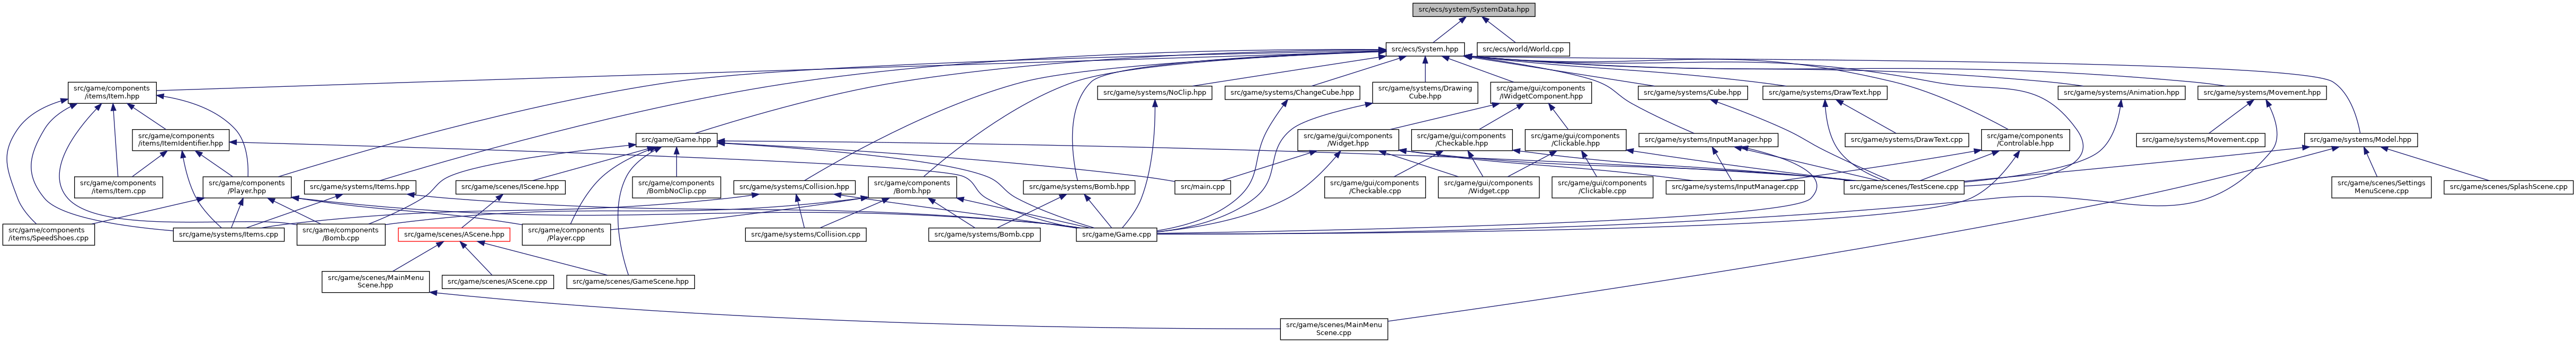 src/ecs/system/SystemData.hpp
src/ecs/System.hpp
src/ecs/world/World.cpp
src/game/components
/items/Item.hpp
src/game/systems/NoClip.hpp
src/game/systems/ChangeCube.hpp
src/game/systems/Drawing
Cube.hpp
src/game/gui/components
/IWidgetComponent.hpp
src/game/systems/Cube.hpp
src/game/systems/DrawText.hpp
src/game/systems/Animation.hpp
src/game/systems/Movement.hpp
src/game/components
/items/ItemIdentifier.hpp
src/game/Game.hpp
src/game/gui/components
/Widget.hpp
src/game/gui/components
/Checkable.hpp
src/game/gui/components
/Clickable.hpp
src/game/systems/InputManager.hpp
src/game/systems/DrawText.cpp
src/game/components
/Controlable.hpp
src/game/systems/Movement.cpp
src/game/systems/Model.hpp
src/game/components
/items/Item.cpp
src/game/components
/Player.hpp
src/game/systems/Items.hpp
src/game/scenes/IScene.hpp
src/game/components
/BombNoClip.cpp
src/game/systems/Collision.hpp
src/game/components
/Bomb.hpp
src/game/systems/Bomb.hpp
src/main.cpp
src/game/gui/components
/Checkable.cpp
src/game/gui/components
/Widget.cpp
src/game/gui/components
/Clickable.cpp
src/game/systems/InputManager.cpp
src/game/scenes/TestScene.cpp
src/game/scenes/Settings
MenuScene.cpp
src/game/scenes/SplashScene.cpp
src/game/components
/items/SpeedShoes.cpp
src/game/systems/Items.cpp
src/game/components
/Bomb.cpp
src/game/scenes/AScene.hpp
src/game/components
/Player.cpp
src/game/systems/Collision.cpp
src/game/systems/Bomb.cpp
src/game/Game.cpp
src/game/scenes/MainMenu
Scene.hpp
src/game/scenes/AScene.cpp
src/game/scenes/GameScene.hpp
src/game/scenes/MainMenu
Scene.cpp